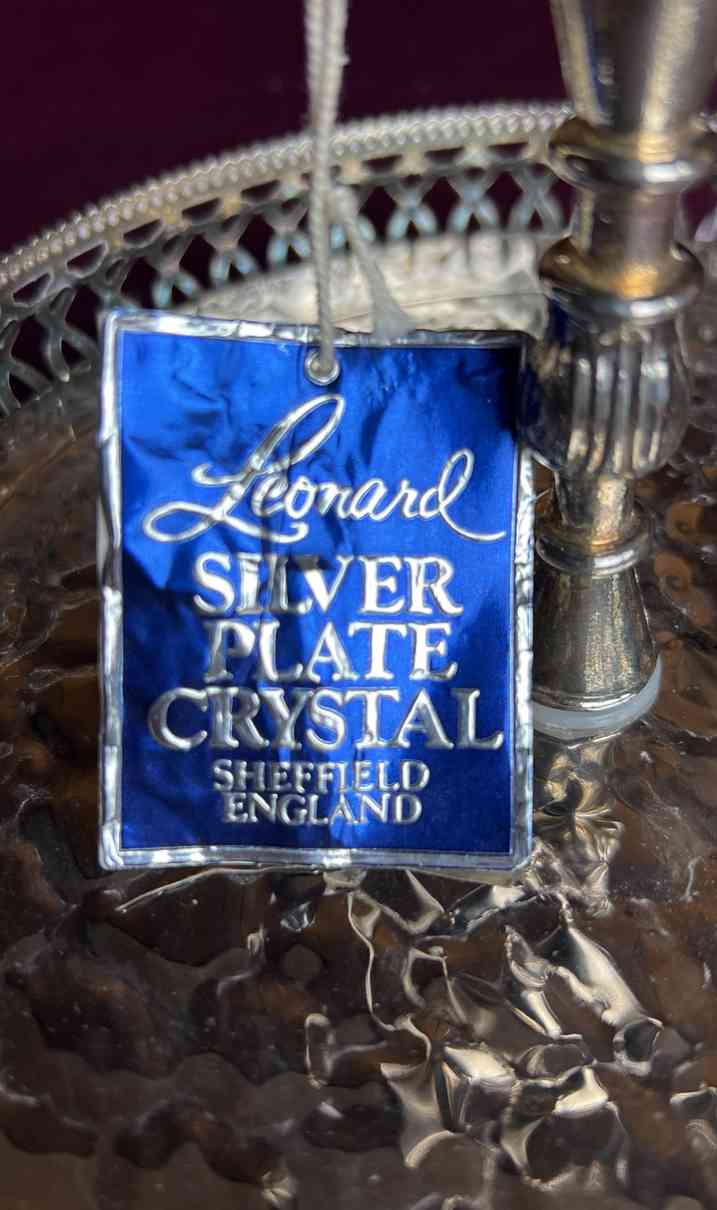 Leonard
SILVER
PLATE
CRYSTAL
SHEFFIELD
ENGLAND